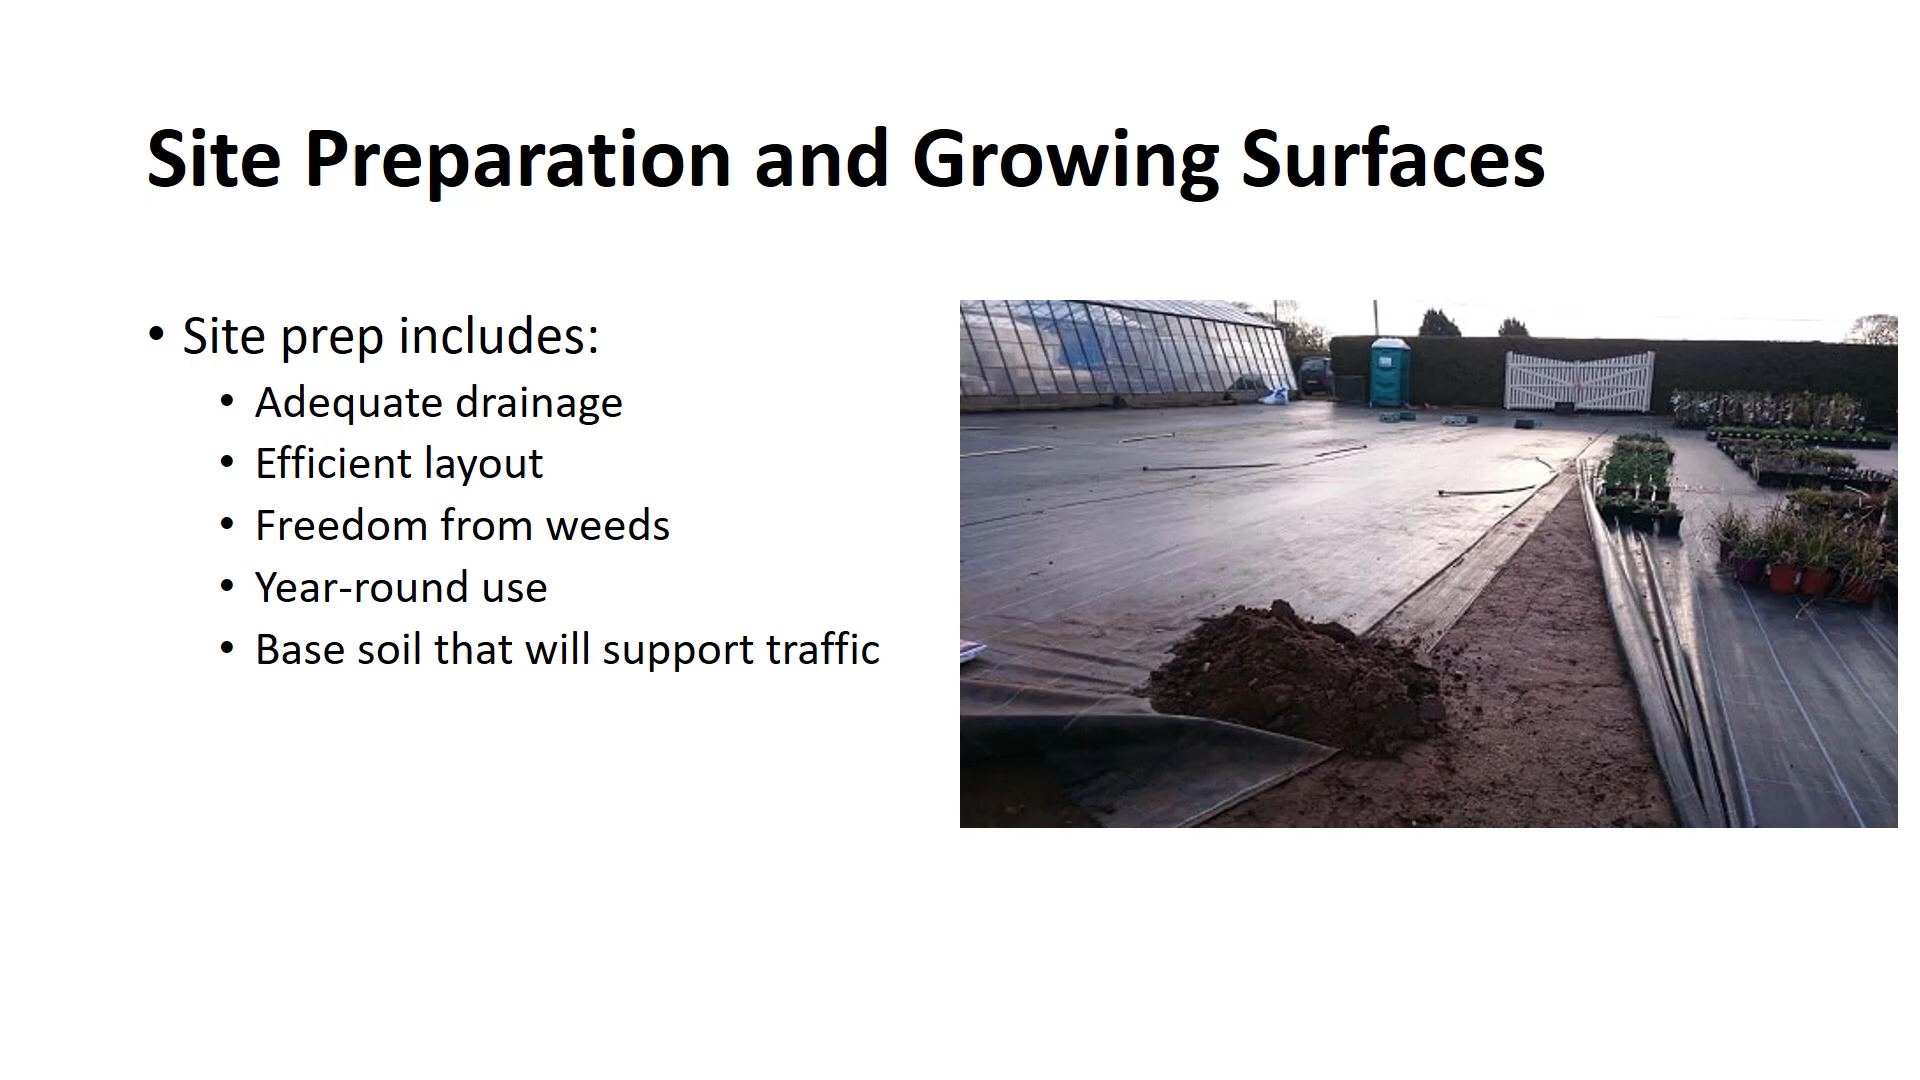 Site Preparation and Growing Surfaces
• Site prep includes:
• Adequate drainage
• Efficient layout
• Freedom from weeds
• Year-round use
• Base soil that will support traffic